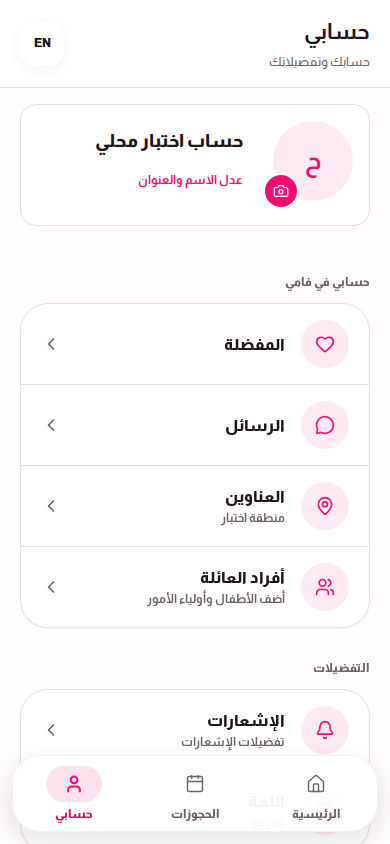 حسابي
EN
حسابك وتفضيلاتك
ح
حساب اختبار محلي
عدل الاسم والعنوان
حسابي في فامي
المفضلة
الرسائل
العناوين
منطقة اختبار
أفراد العائلة
أضف الأطفال وأولياء الأمور
التفضيلات
الإشعارات
تفضيلات الإشعارات
اللغة
العربية
الرئيسية
الحجوزات
حسابي